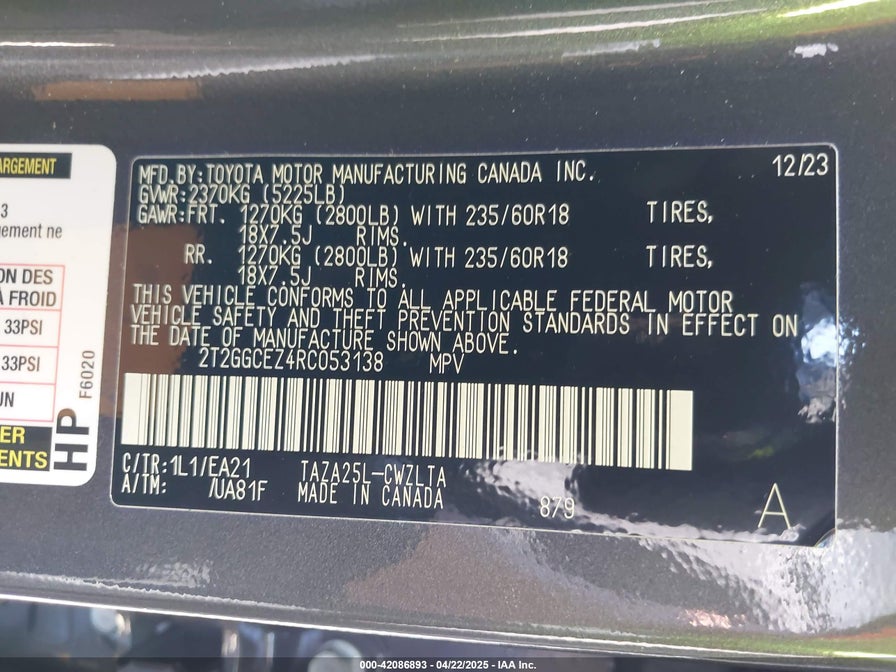 ARGEMENT
3
gement ne
ON DES
À FROID
33PSI
33PSI
UN
ER
ENTS
HP
F6020
MFD.BY:TOYOTA MOTOR MANUFACTURING CANADA INC. 12/23
GVWR:2370KG (5225LB)
GAWR:FRT. 1270KG (2800LB) WITH 235/60R18 TIRES,
18X7.5J RIMS.
RR. 1270KG (2800LB) WITH 235/60R18 TIRES,
18X7.5J RIMS.
THIS VEHICLE CONFORMS TO ALL APPLICABLE FEDERAL MOTOR
VEHICLE SAFETY AND THEFT PREVENTION STANDARDS IN EFFECT ON
THE DATE OF MANUFACTURE SHOWN ABOVE.
2T2GGCEZ4RC053138 MPV
C/TR:1L1/EA21 TAZA25L-CWZLTA
A/TM: /UA81F MADE IN CANADA 879 A
000-42086893 - 04/22/2025 - IAA Inc.